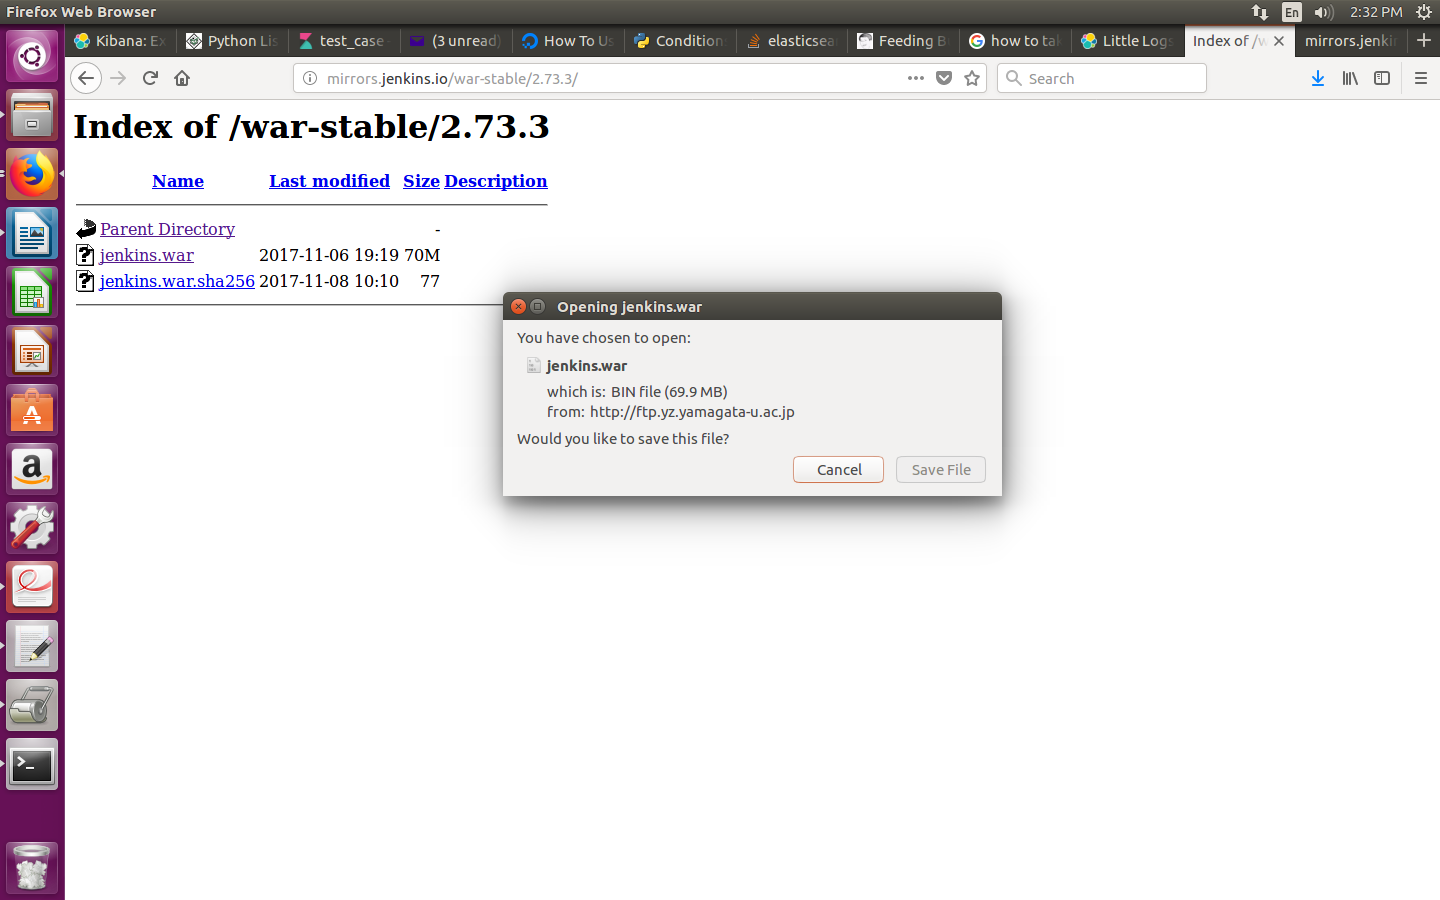 Firefox Web Browser
En
2:32 PM
Kibana: Ex
Python Lis
test_case
(3 unread)
How To Us
Condition
elasticsea
Feeding B
how to tak
Little Logs
Index of /w
mirrors.jenki
mirrors.jenkins.io/war-stable/2.73.3/
Search
Index of /war-stable/2.73.3
Name Last modified Size Description
Parent Directory -
jenkins.war 2017-11-06 19:19 70M
jenkins.war.sha256 2017-11-08 10:10 77
Opening jenkins.war
You have chosen to open:
jenkins.war
which is: BIN file (69.9 MB)
from: http://ftp.yz.yamagata-u.ac.jp
Would you like to save this file?
Cancel
Save File